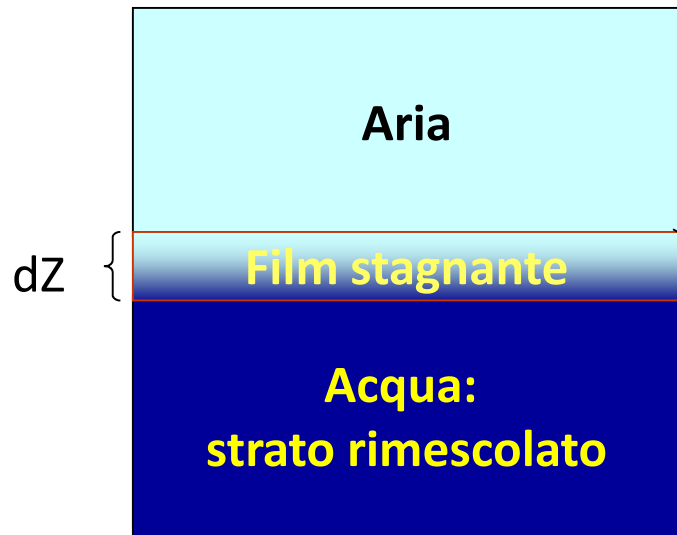 Aria
dZ
Film stagnante
Acqua:
strato rimescolato